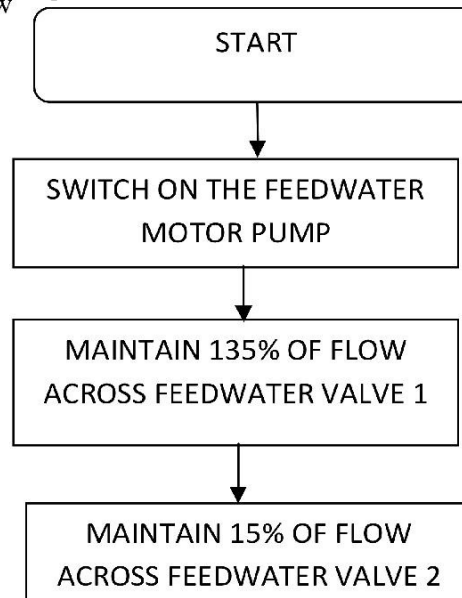 START
SWITCH ON THE FEEDWATER
MOTOR PUMP
MAINTAIN 135% OF FLOW
ACROSS FEEDWATER VALVE 1
MAINTAIN 15% OF FLOW
ACROSS FEEDWATER VALVE 2